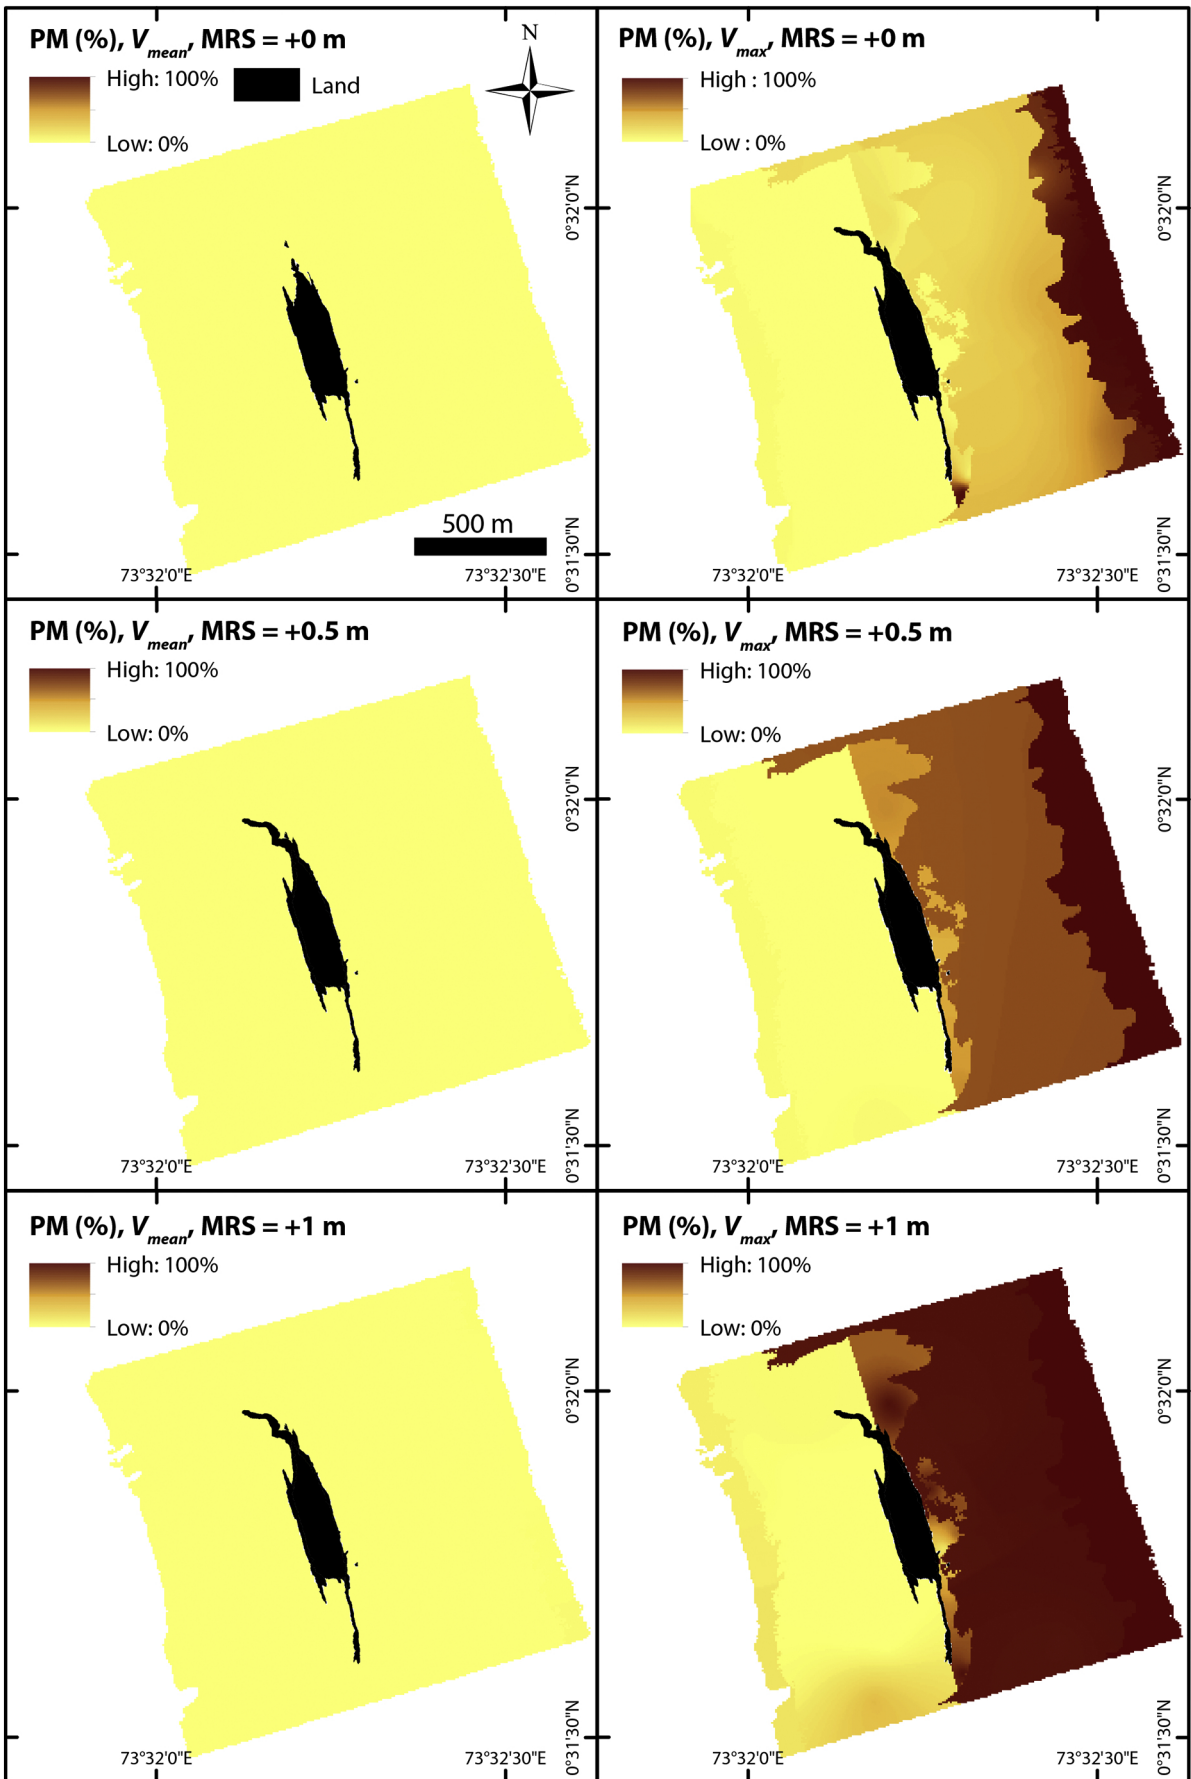 PM (%), Vmean, MRS = +0 m
High: 100%
Land
Low: 0%
N
0°32'0"N
500 m
0°31'30"N
73°32'0"E
73°32'30"E
PM (%), Vmax, MRS = +0 m
High : 100%
Low : 0%
0°32'0"N
0°31'30"N
73°32'0"E
73°32'30"E
PM (%), Vmean, MRS = +0.5 m
High: 100%
Low: 0%
0°32'0"N
0°31'30"N
73°32'0"E
73°32'30"E
PM (%), Vmax, MRS = +0.5 m
High: 100%
Low: 0%
0°32'0"N
0°31'30"N
73°32'0"E
73°32'30"E
PM (%), Vmean, MRS = +1 m
High: 100%
Low: 0%
0°32'0"N
0°31'30"N
73°32'0"E
73°32'30"E
PM (%), Vmax, MRS = +1 m
High: 100%
Low: 0%
0°32'0"N
0°31'30"N
73°32'0"E
73°32'30"E